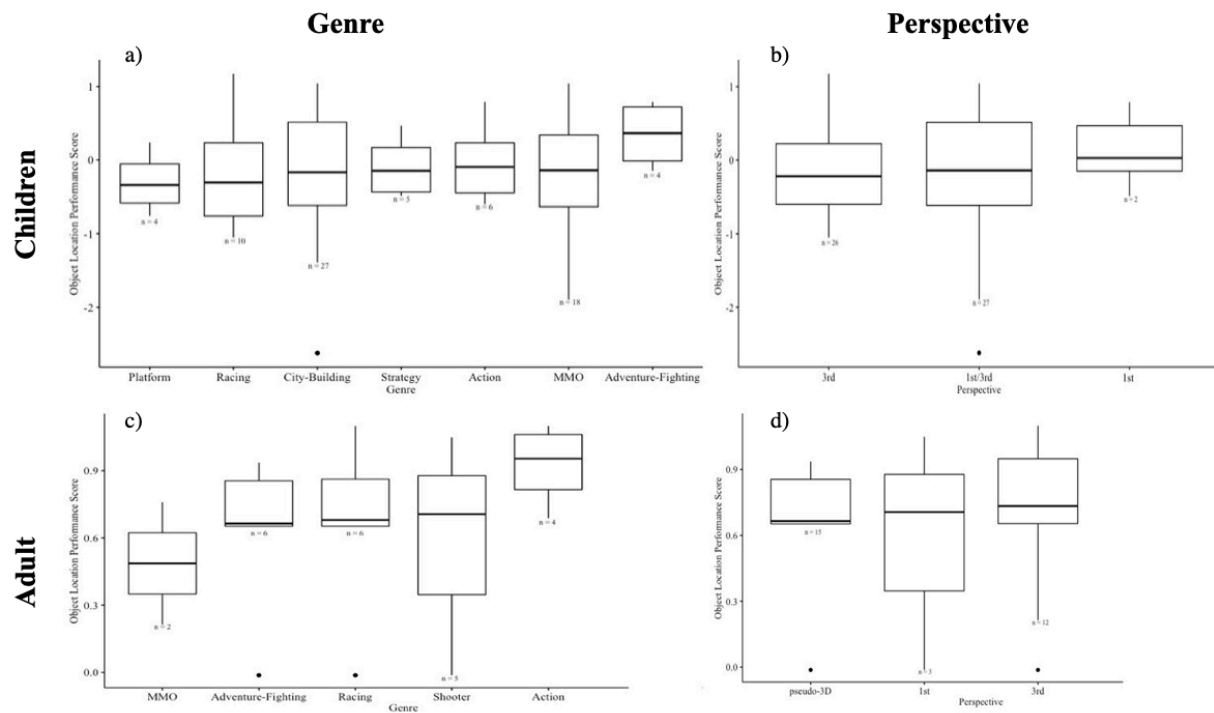 Genre
Perspective
Children
Adult
a)
Object Location Performance Score
1
0
-1
-2
n = 4
n = 10
n = 27
n = 5
n = 6
n = 18
n = 4
Platform Racing City-Building Strategy Action MMO Adventure-Fighting
Genre
b)
Object Location Performance Score
1
0
-1
-2
n = 26
n = 27
n = 2
3rd 1st/3rd 1st
Perspective
c)
Object Location Performance Score
0.9
0.6
0.3
0.0
n = 2
n = 6
n = 6
n = 5
n = 4
MMO Adventure-Fighting Racing Shooter Action
Genre
d)
Object Location Performance Score
0.9
0.6
0.3
0.0
n = 15
n = 3
n = 12
pseudo-3D 1st 3rd
Perspective